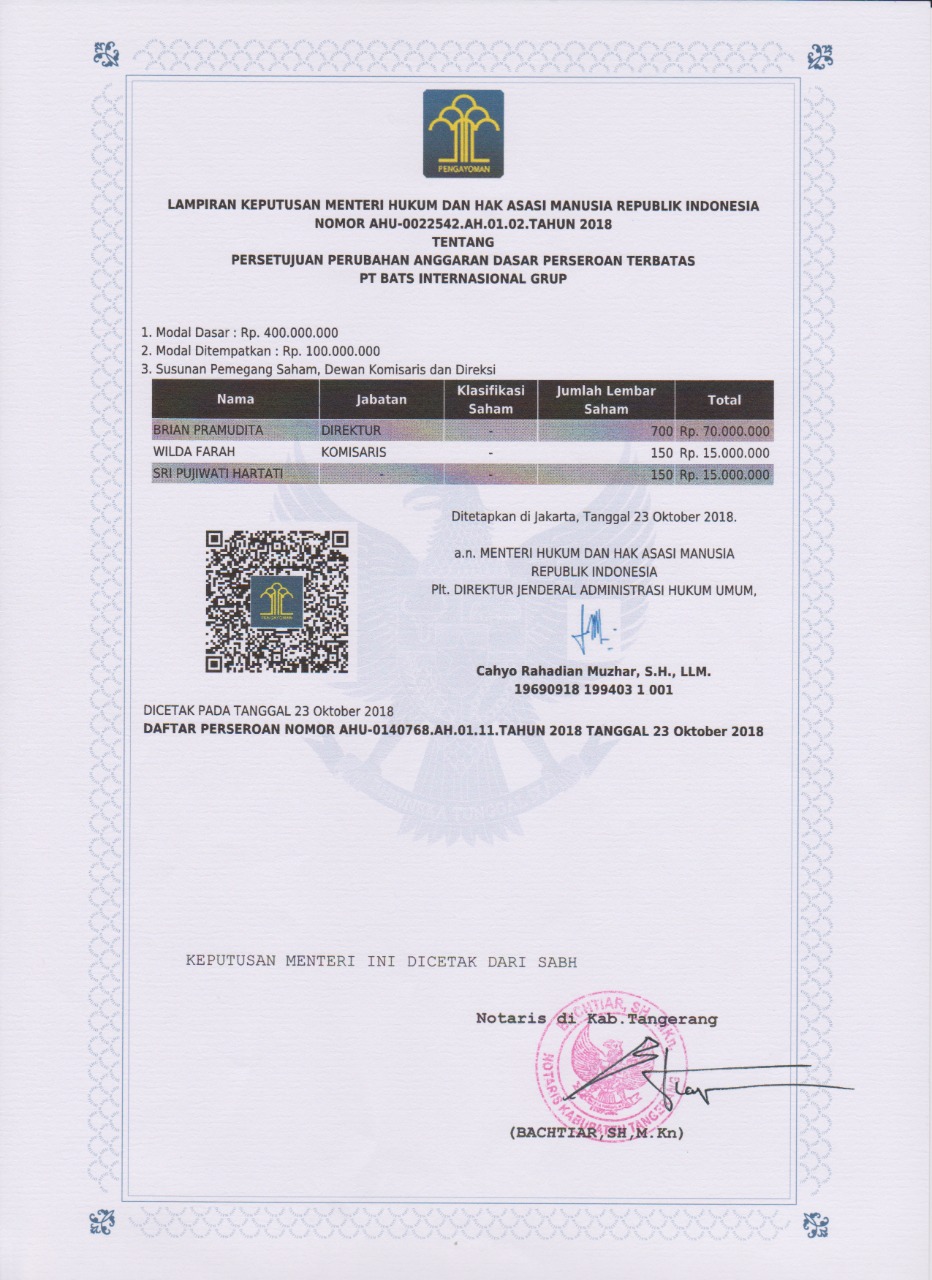 PENGAYOMAN
LAMPIRAN KEPUTUSAN MENTERI HUKUM DAN HAK ASASI MANUSIA REPUBLIK INDONESIA
NOMOR AHU-0022542.AH.01.02.TAHUN 2018
TENTANG
PERSETUJUAN PERUBAHAN ANGGARAN DASAR PERSEROAN TERBATAS
PT BATS INTERNASIONAL GRUP
1. Modal Dasar : Rp. 400.000.000
2. Modal Ditempatkan : Rp. 100.000.000
3. Susunan Pemegang Saham, Dewan Komisaris dan Direksi
Nama Jabatan Klasifikasi Saham Jumlah Lembar Saham Total
BRIAN PRAMUDITA DIREKTUR - 700 Rp. 70.000.000
WILDA FARAH KOMISARIS - 150 Rp. 15.000.000
SRI PUJIWATI HARTATI - - 150 Rp. 15.000.000
Ditetapkan di Jakarta, Tanggal 23 Oktober 2018.
a.n. MENTERI HUKUM DAN HAK ASASI MANUSIA
REPUBLIK INDONESIA
Plt. DIREKTUR JENDERAL ADMINISTRASI HUKUM UMUM,
PENGAYOMAN
Cahyo Rahadian Muzhar, S.H., LLM.
19690918 199403 1 001
DICETAK PADA TANGGAL 23 Oktober 2018
DAFTAR PERSEROAN NOMOR AHU-0140768.AH.01.11.TAHUN 2018 TANGGAL 23 Oktober 2018
KEPUTUSAN MENTERI INI DICETAK DARI SABH
Notaris di Kab.Tangerang
BACHTIAR, SH, M.Kn.
NOTARIS KABUPATEN
(BACHTIAR,SH,M.Kn)